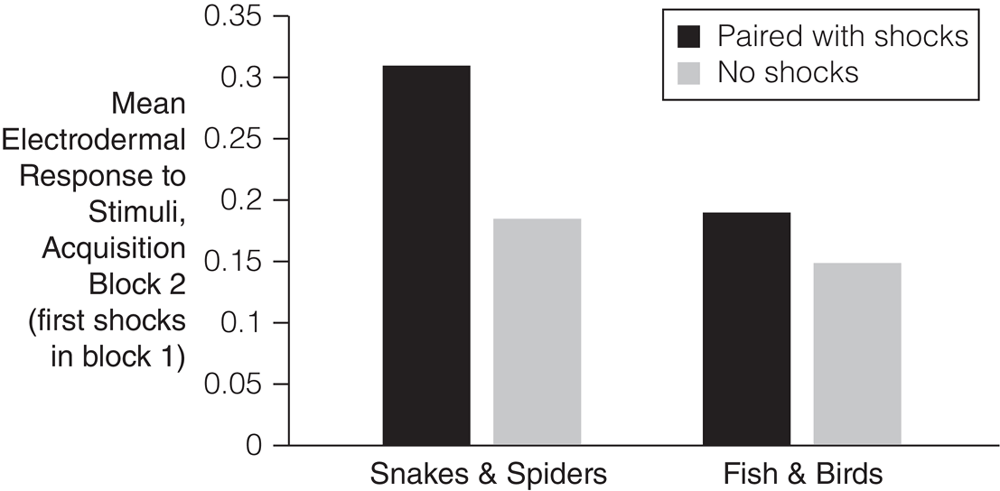 Mean
Electrodermal
Response to
Stimuli,
Acquisition
Block 2
(first shocks
in block 1)
0.35
0.3
0.25
0.2
0.15
0.1
0.05
0
Paired with shocks
No shocks
Snakes & Spiders
Fish & Birds